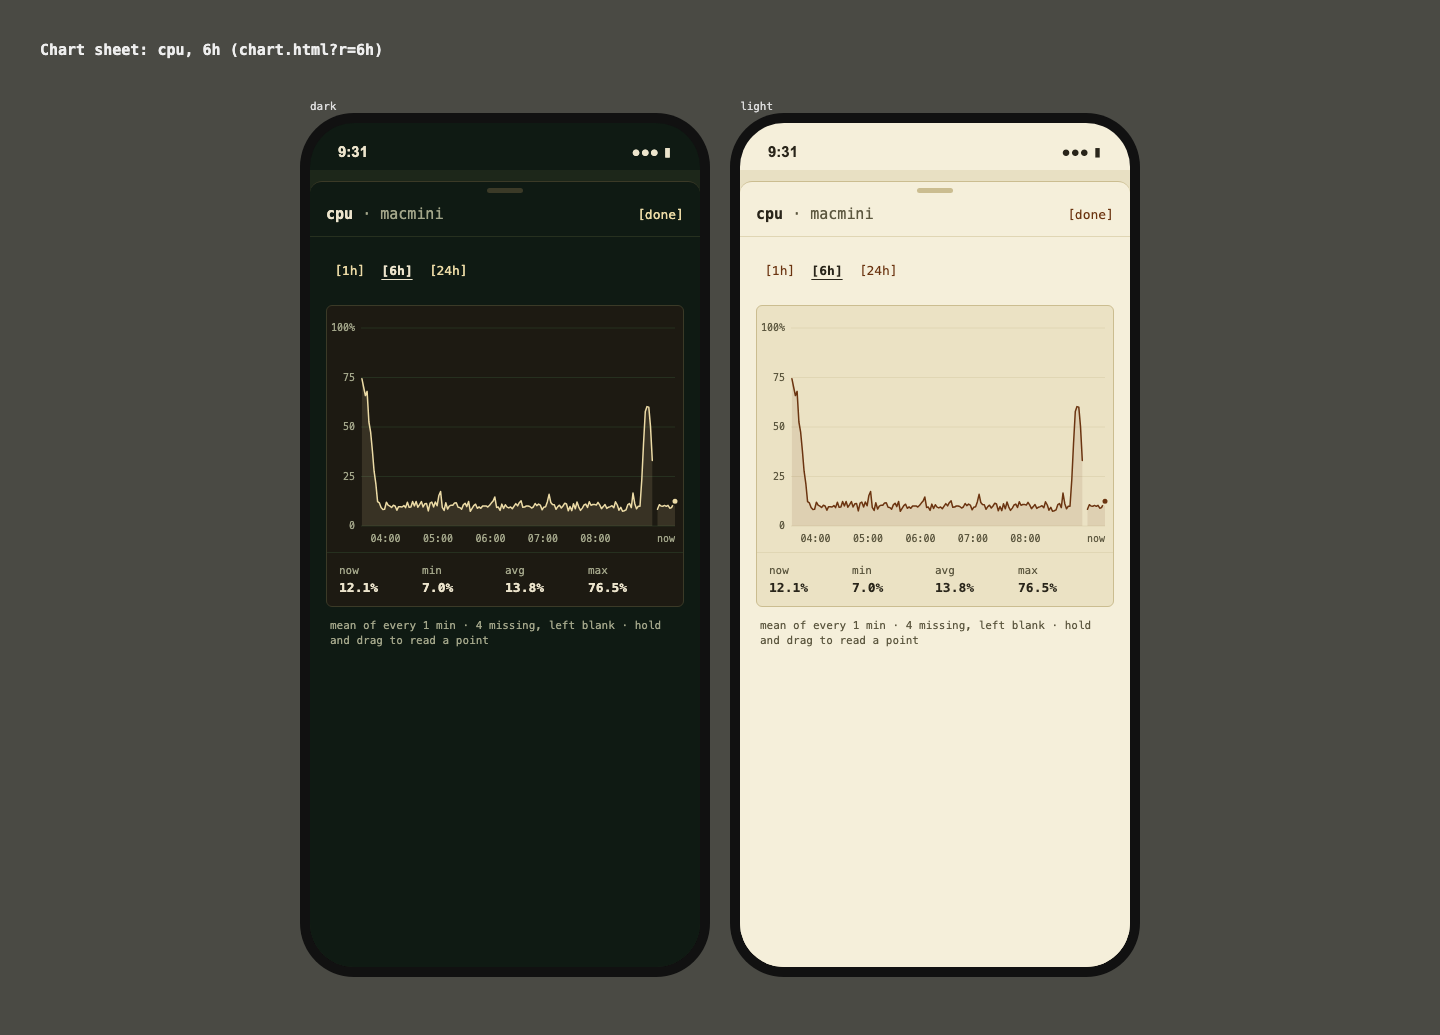 Chart sheet: cpu, 6h (chart.html?r=6h)
dark
9:31
cpu · macmini [done]
[1h] [6h] [24h]
100%
75
50
25
0
04:00 05:00 06:00 07:00 08:00 now
now min avg max
12.1% 7.0% 13.8% 76.5%
mean of every 1 min · 4 missing, left blank · hold
and drag to read a point
light
9:31
cpu · macmini [done]
[1h] [6h] [24h]
100%
75
50
25
0
04:00 05:00 06:00 07:00 08:00 now
now min avg max
12.1% 7.0% 13.8% 76.5%
mean of every 1 min · 4 missing, left blank · hold
and drag to read a point